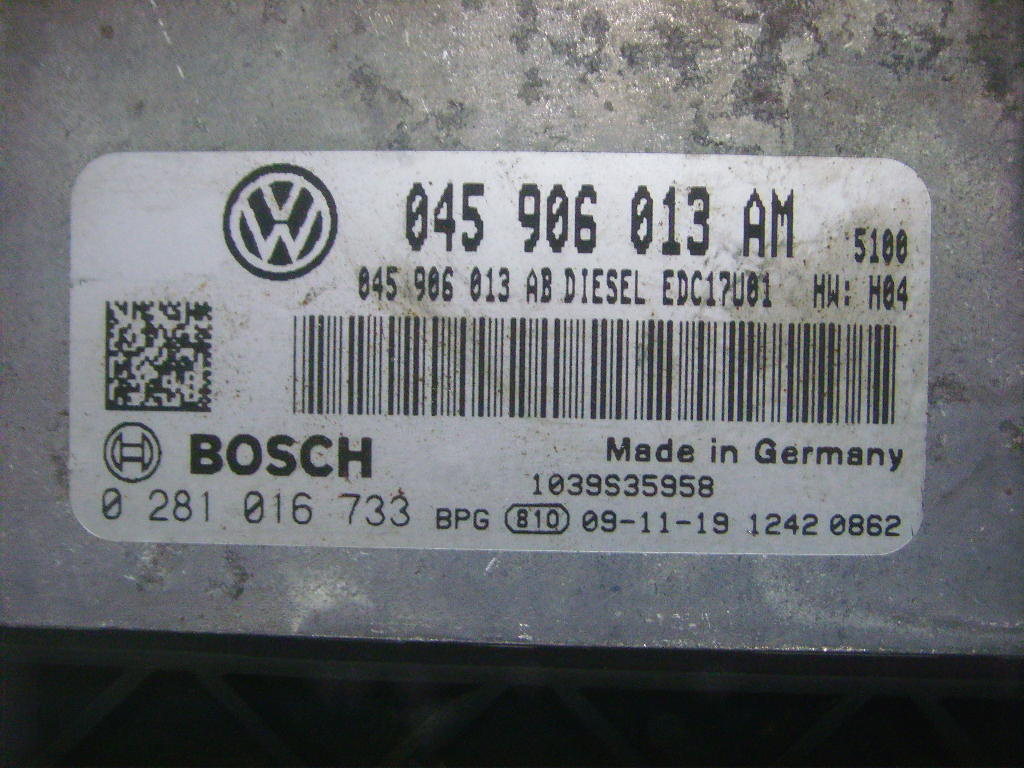 045 906 013 AM 5100
045 906 013 AB DIESEL EDC17U01 HW: H04
BOSCH Made in Germany
1039S35958
0 281 016 733 BPG 810 09-11-19 1242 0862